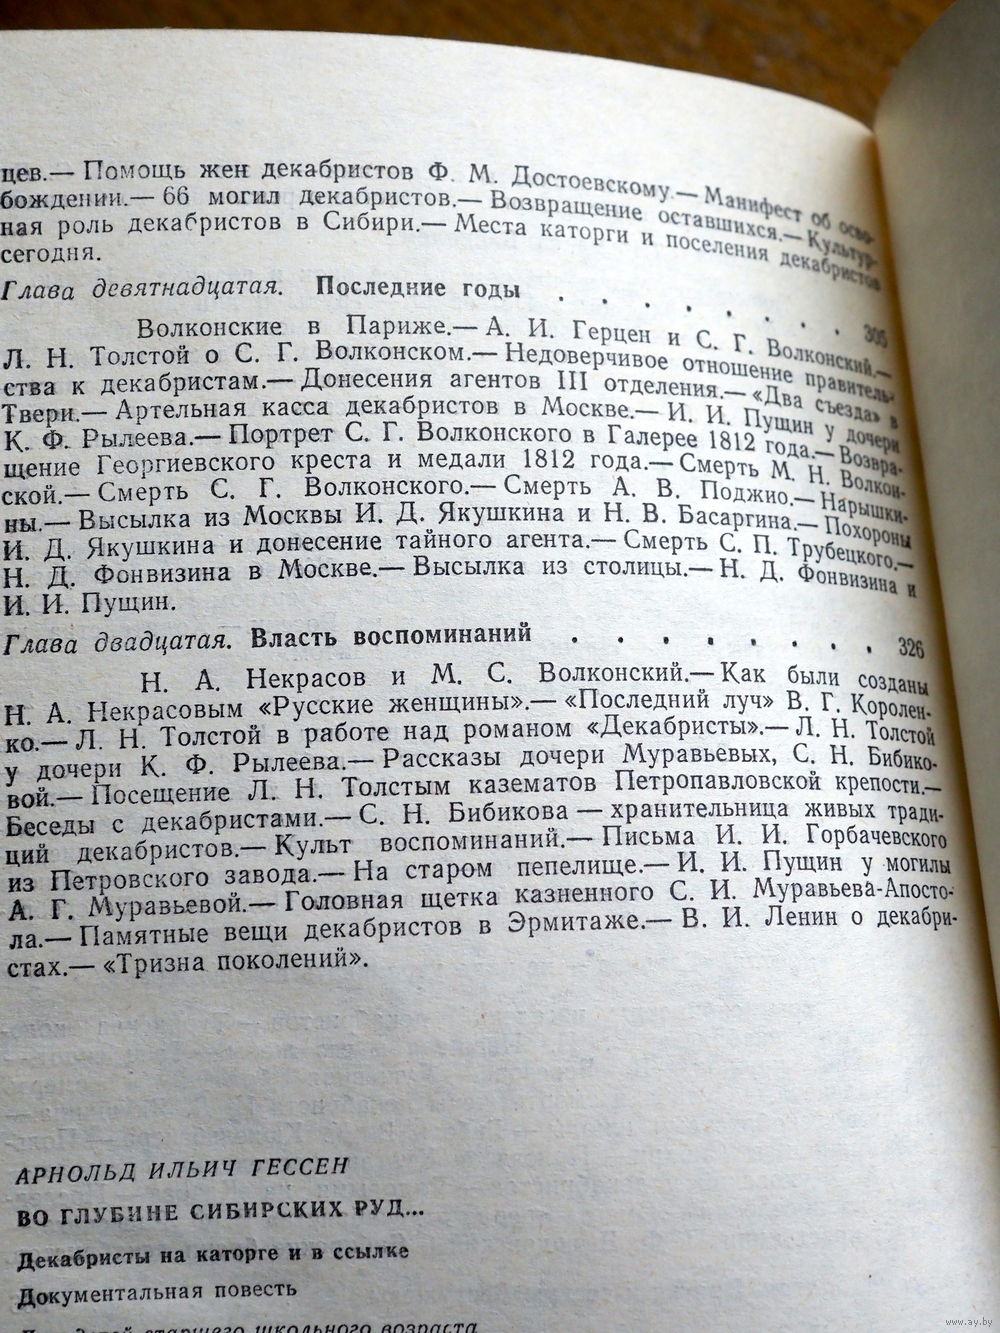 цев.— Помощь жен декабристов Ф. М. Достоевскому.— Манифест об осво-
бождении.— 66 могил декабристов.— Возвращение оставшихся.— Культур-
ная роль декабристов в Сибири.— Места каторги и поселения декабристов
сегодня.
Глава девятнадцатая. Последние годы . . . . . . . . 305
Волконские в Париже.— А. И. Герцен и С. Г. Волконский.—
Л. Н. Толстой о С. Г. Волконском.— Недоверчивое отношение правитель-
ства к декабристам.— Донесения агентов III отделения.— «Два съезда» в
Твери.— Артельная касса декабристов в Москве.— И. И. Пущин у дочери
К. Ф. Рылеева.— Портрет С. Г. Волконского в Галерее 1812 года.— Возвра-
щение Георгиевского креста и медали 1812 года.— Смерть М. Н. Волкон-
ской.— Смерть С. Г. Волконского.— Смерть А. В. Поджио.— Нарышки-
ны.— Высылка из Москвы И. Д. Якушкина и Н. В. Басаргина.— Похороны
И. Д. Якушкина и донесение тайного агента.— Смерть С. П. Трубецкого.—
Н. Д. Фонвизина в Москве.— Высылка из столицы.— Н. Д. Фонвизина и
И. И. Пущин.
Глава двадцатая. Власть воспоминаний . . . . . . . . 326
Н. А. Некрасов и М. С. Волконский.— Как были созданы
Н. А. Некрасовым «Русские женщины».— «Последний луч» В. Г. Королен-
ко.— Л. Н. Толстой в работе над романом «Декабристы».— Л. Н. Толстой
у дочери К. Ф. Рылеева.— Рассказы дочери Муравьевых, С. Н. Бибико-
вой.— Посещение Л. Н. Толстым казематов Петропавловской крепости.—
Беседы с декабристами.— С. Н. Бибикова — хранительница живых тради-
ций декабристов.— Культ воспоминаний.— Письма И. И. Горбачевского
из Петровского завода.— На старом пепелище.— И. И. Пущин у могилы
А. Г. Муравьевой.— Головная щетка казненного С. И. Муравьева-Апосто-
ла.— Памятные вещи декабристов в Эрмитаже.— В. И. Ленин о декабри-
стах.— «Тризна поколений».
АРНОЛЬД ИЛЬИЧ ГЕССЕН
ВО ГЛУБИНЕ СИБИРСКИХ РУД...
Декабристы на каторге и в ссылке
Документальная повесть
Для детей старшего школьного возраста
www.ay.by